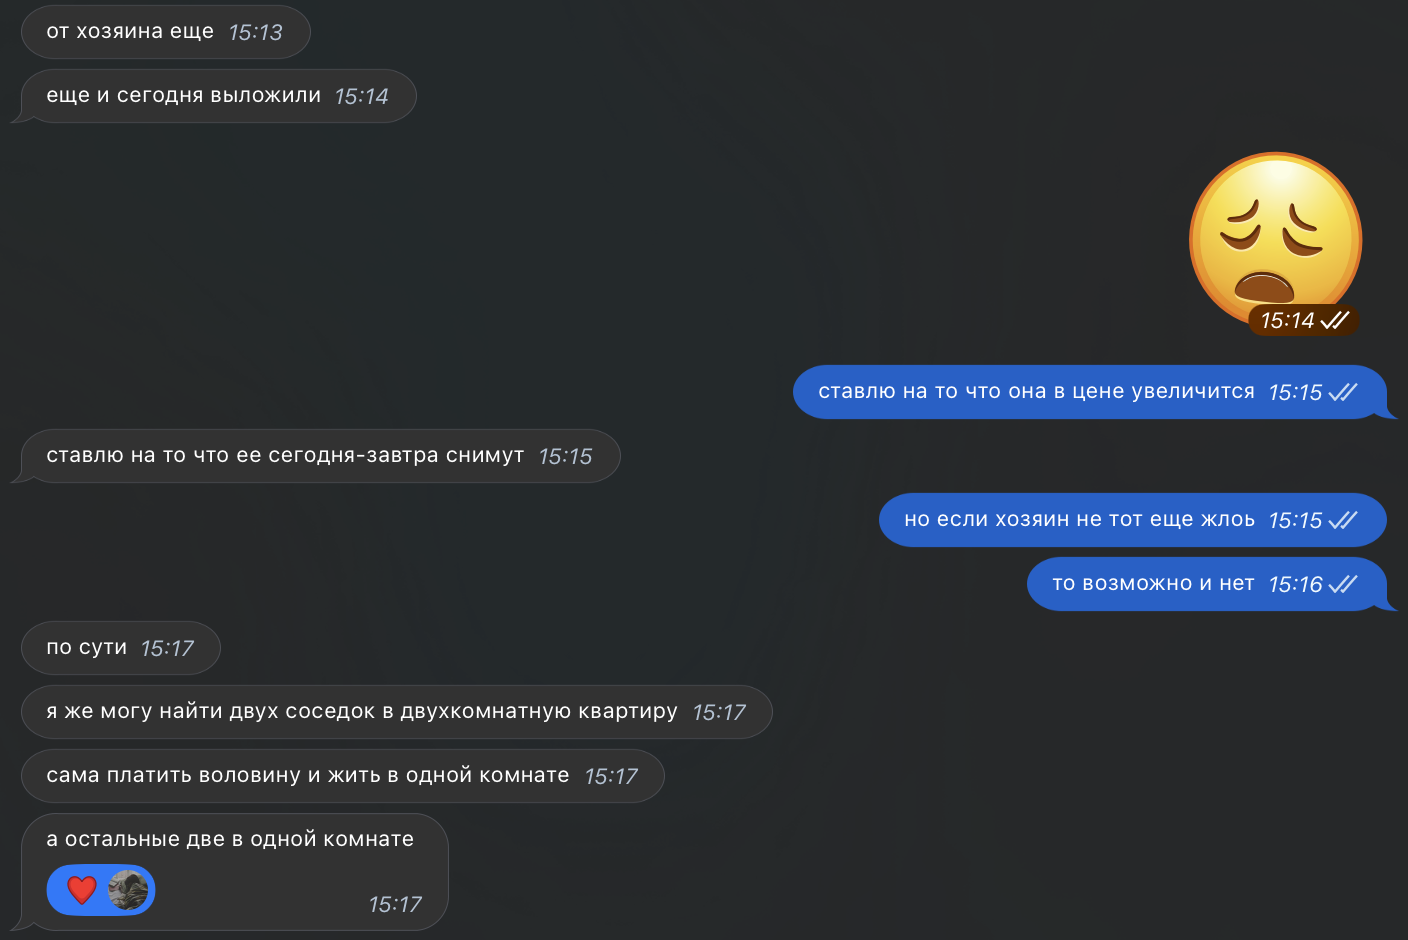 от хозяина еще 15:13
еще и сегодня выложили 15:14
15:14
ставлю на то что она в цене увеличится 15:15
ставлю на то что ее сегодня-завтра снимут 15:15
но если хозяин не тот еще жлоь 15:15
то возможно и нет 15:16
по сути 15:17
я же могу найти двух соседок в двухкомнатную квартиру 15:17
сама платить воловину и жить в одной комнате 15:17
а остальные две в одной комнате
15:17